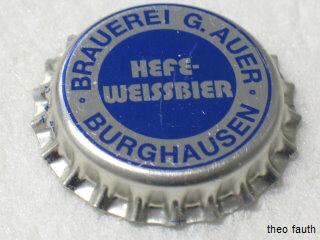 · BRAUEREI G. AUER ·
HEFE-
WEISSBIER
BURGHAUSEN
theo fauth